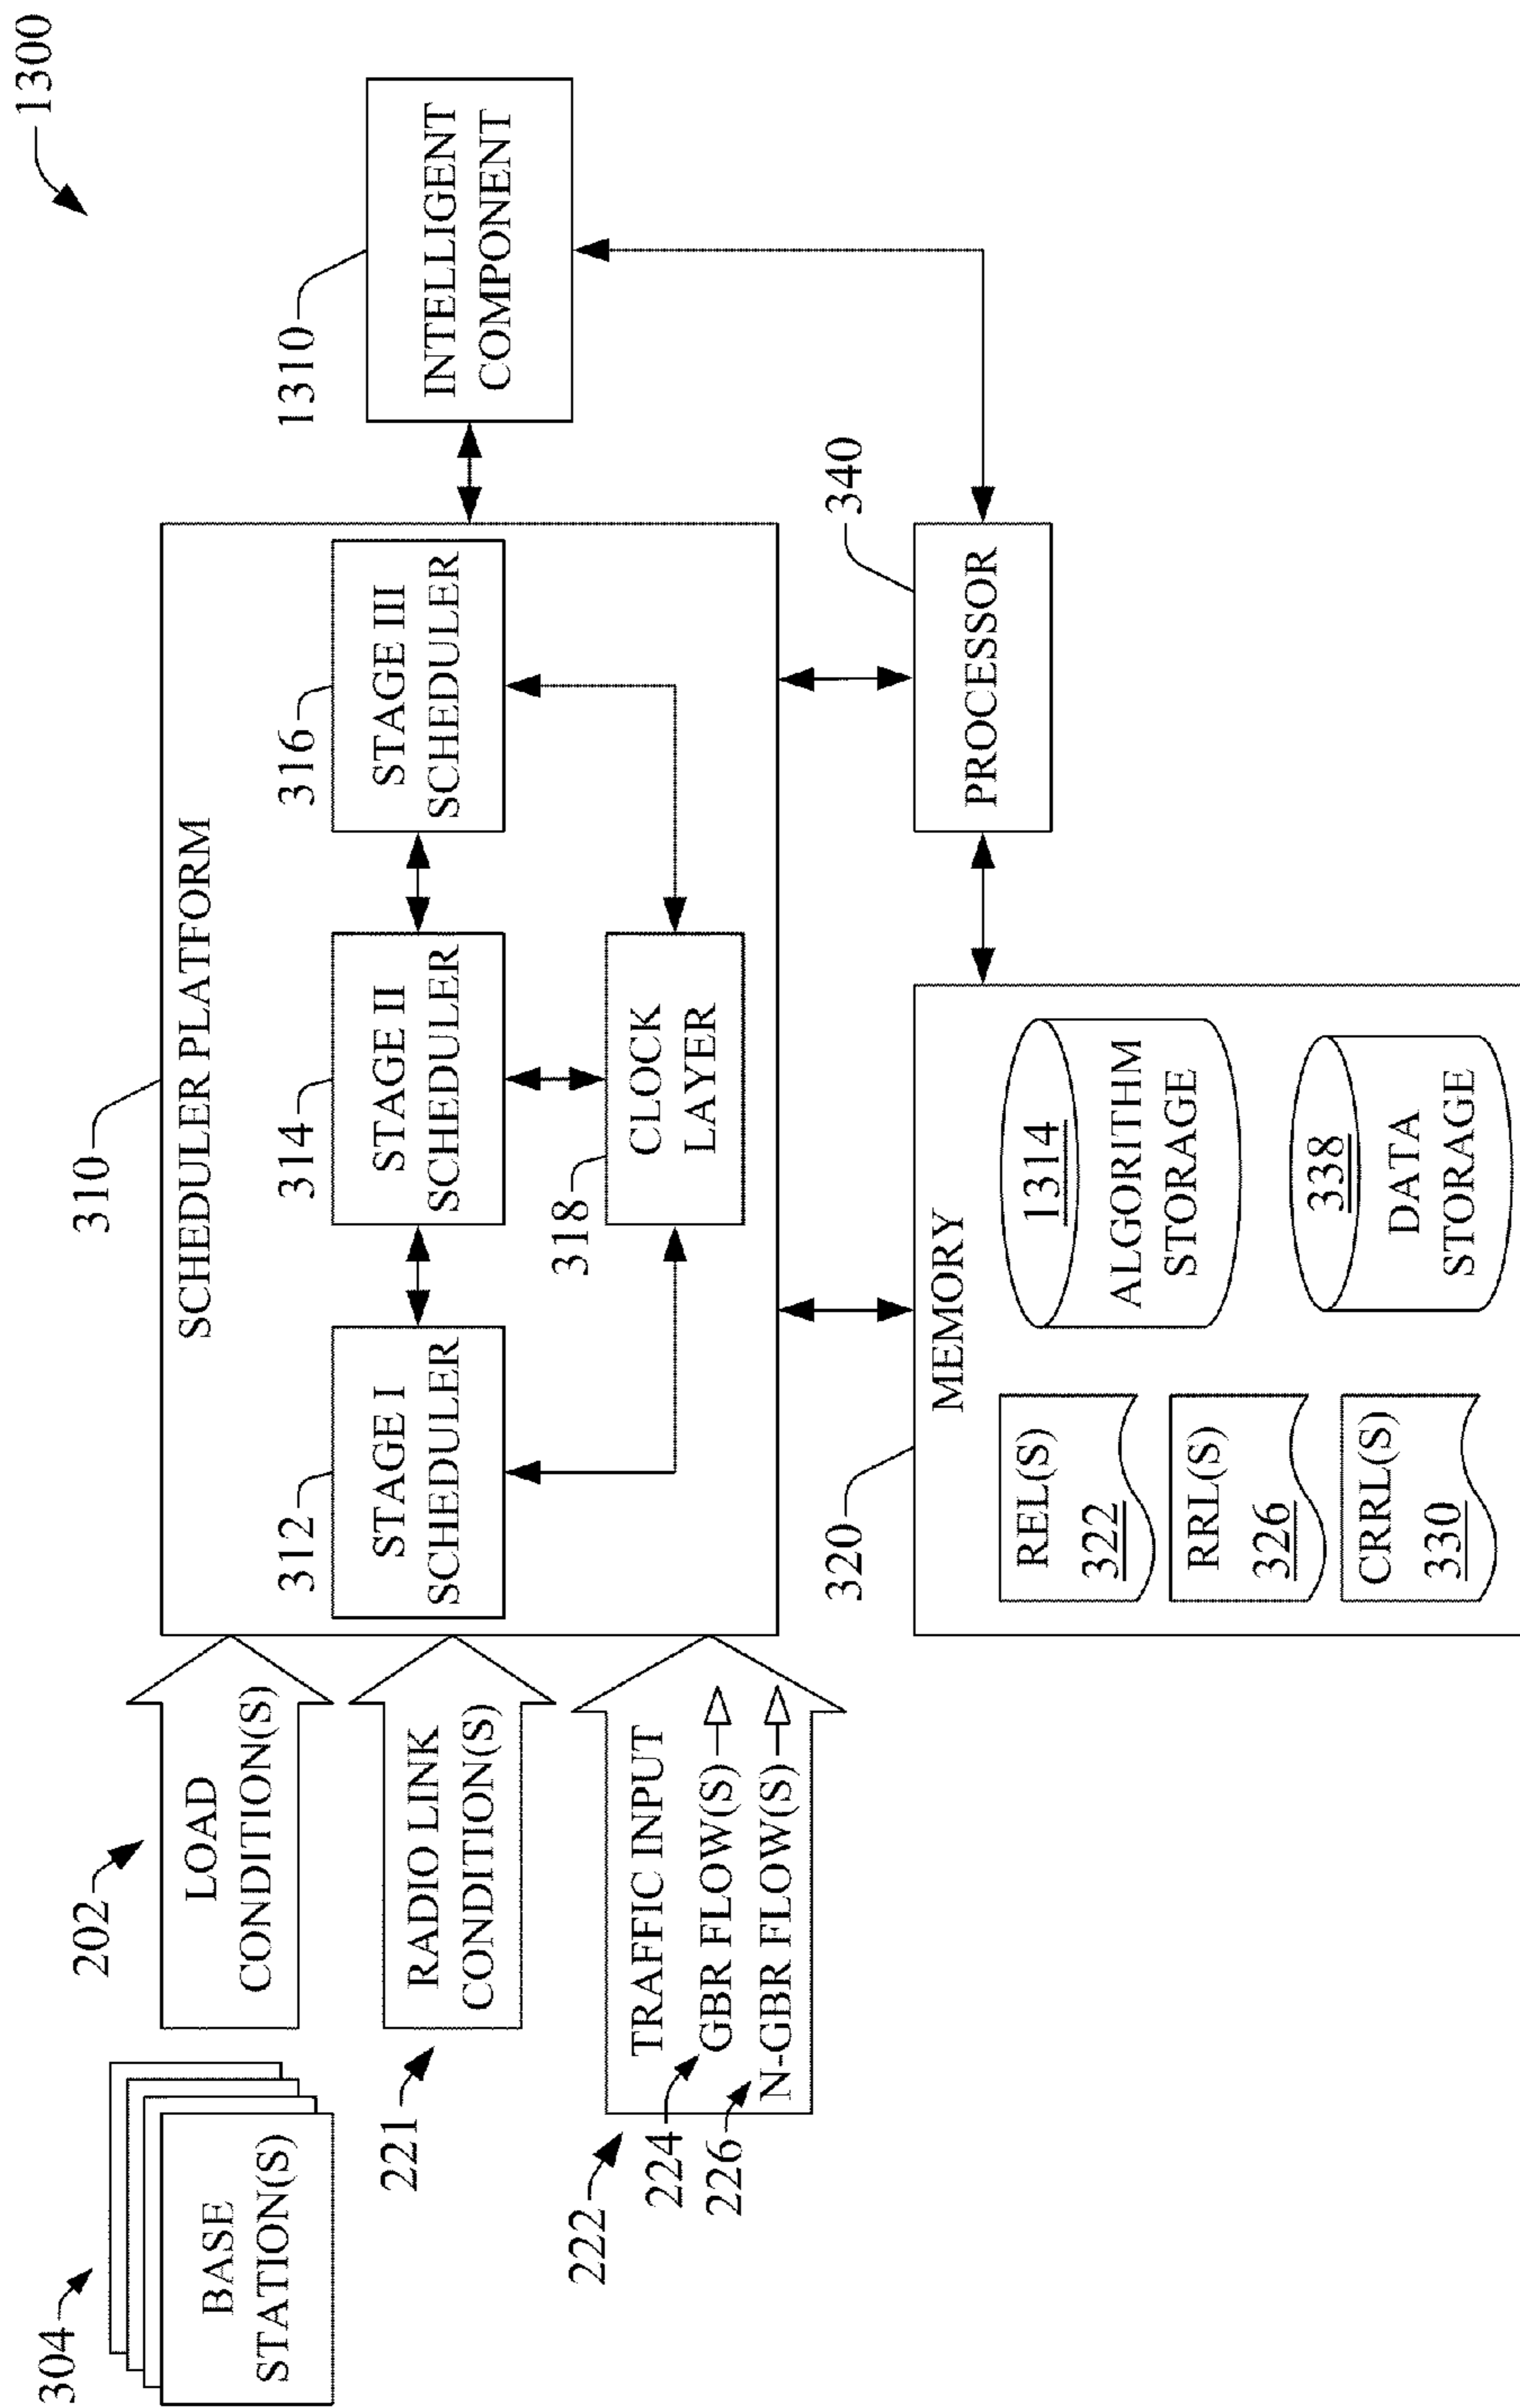 1300
304
BASE
STATION(S)
202
LOAD
CONDITION(S)
221
RADIO LINK
CONDITION(S)
222
TRAFFIC INPUT
224
GBR FLOW(S)
226
N-GBR FLOW(S)
310
SCHEDULER PLATFORM
312
STAGE I
SCHEDULER
314
STAGE II
SCHEDULER
316
STAGE III
SCHEDULER
318
CLOCK
LAYER
1310
INTELLIGENT
COMPONENT
340
PROCESSOR
320
MEMORY
REL(S)
322
RRL(S)
326
CRRL(S)
330
1314
ALGORITHM
STORAGE
338
DATA
STORAGE